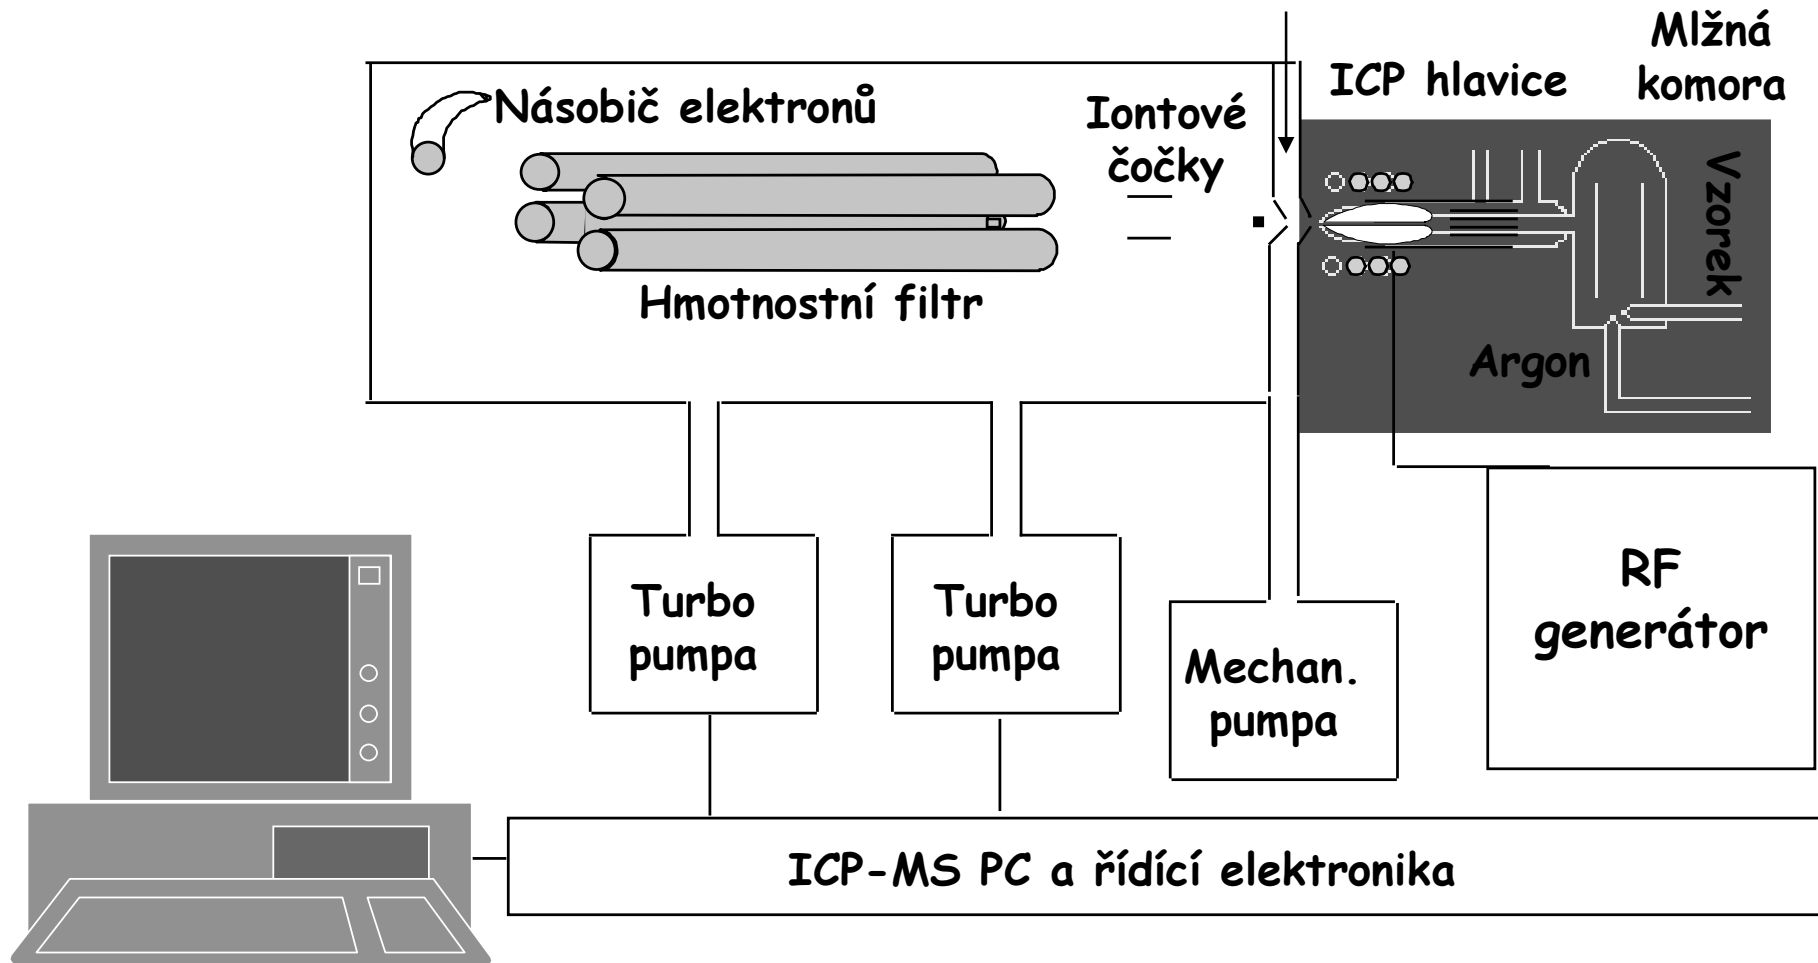 Mlžná
komora
ICP hlavice
Násobič elektronů
Iontové
čočky
Vzorek
Hmotnostní filtr
Argon
RF
generátor
Turbo
pumpa
Turbo
pumpa
Mechan.
pumpa
ICP-MS PC a řídící elektronika